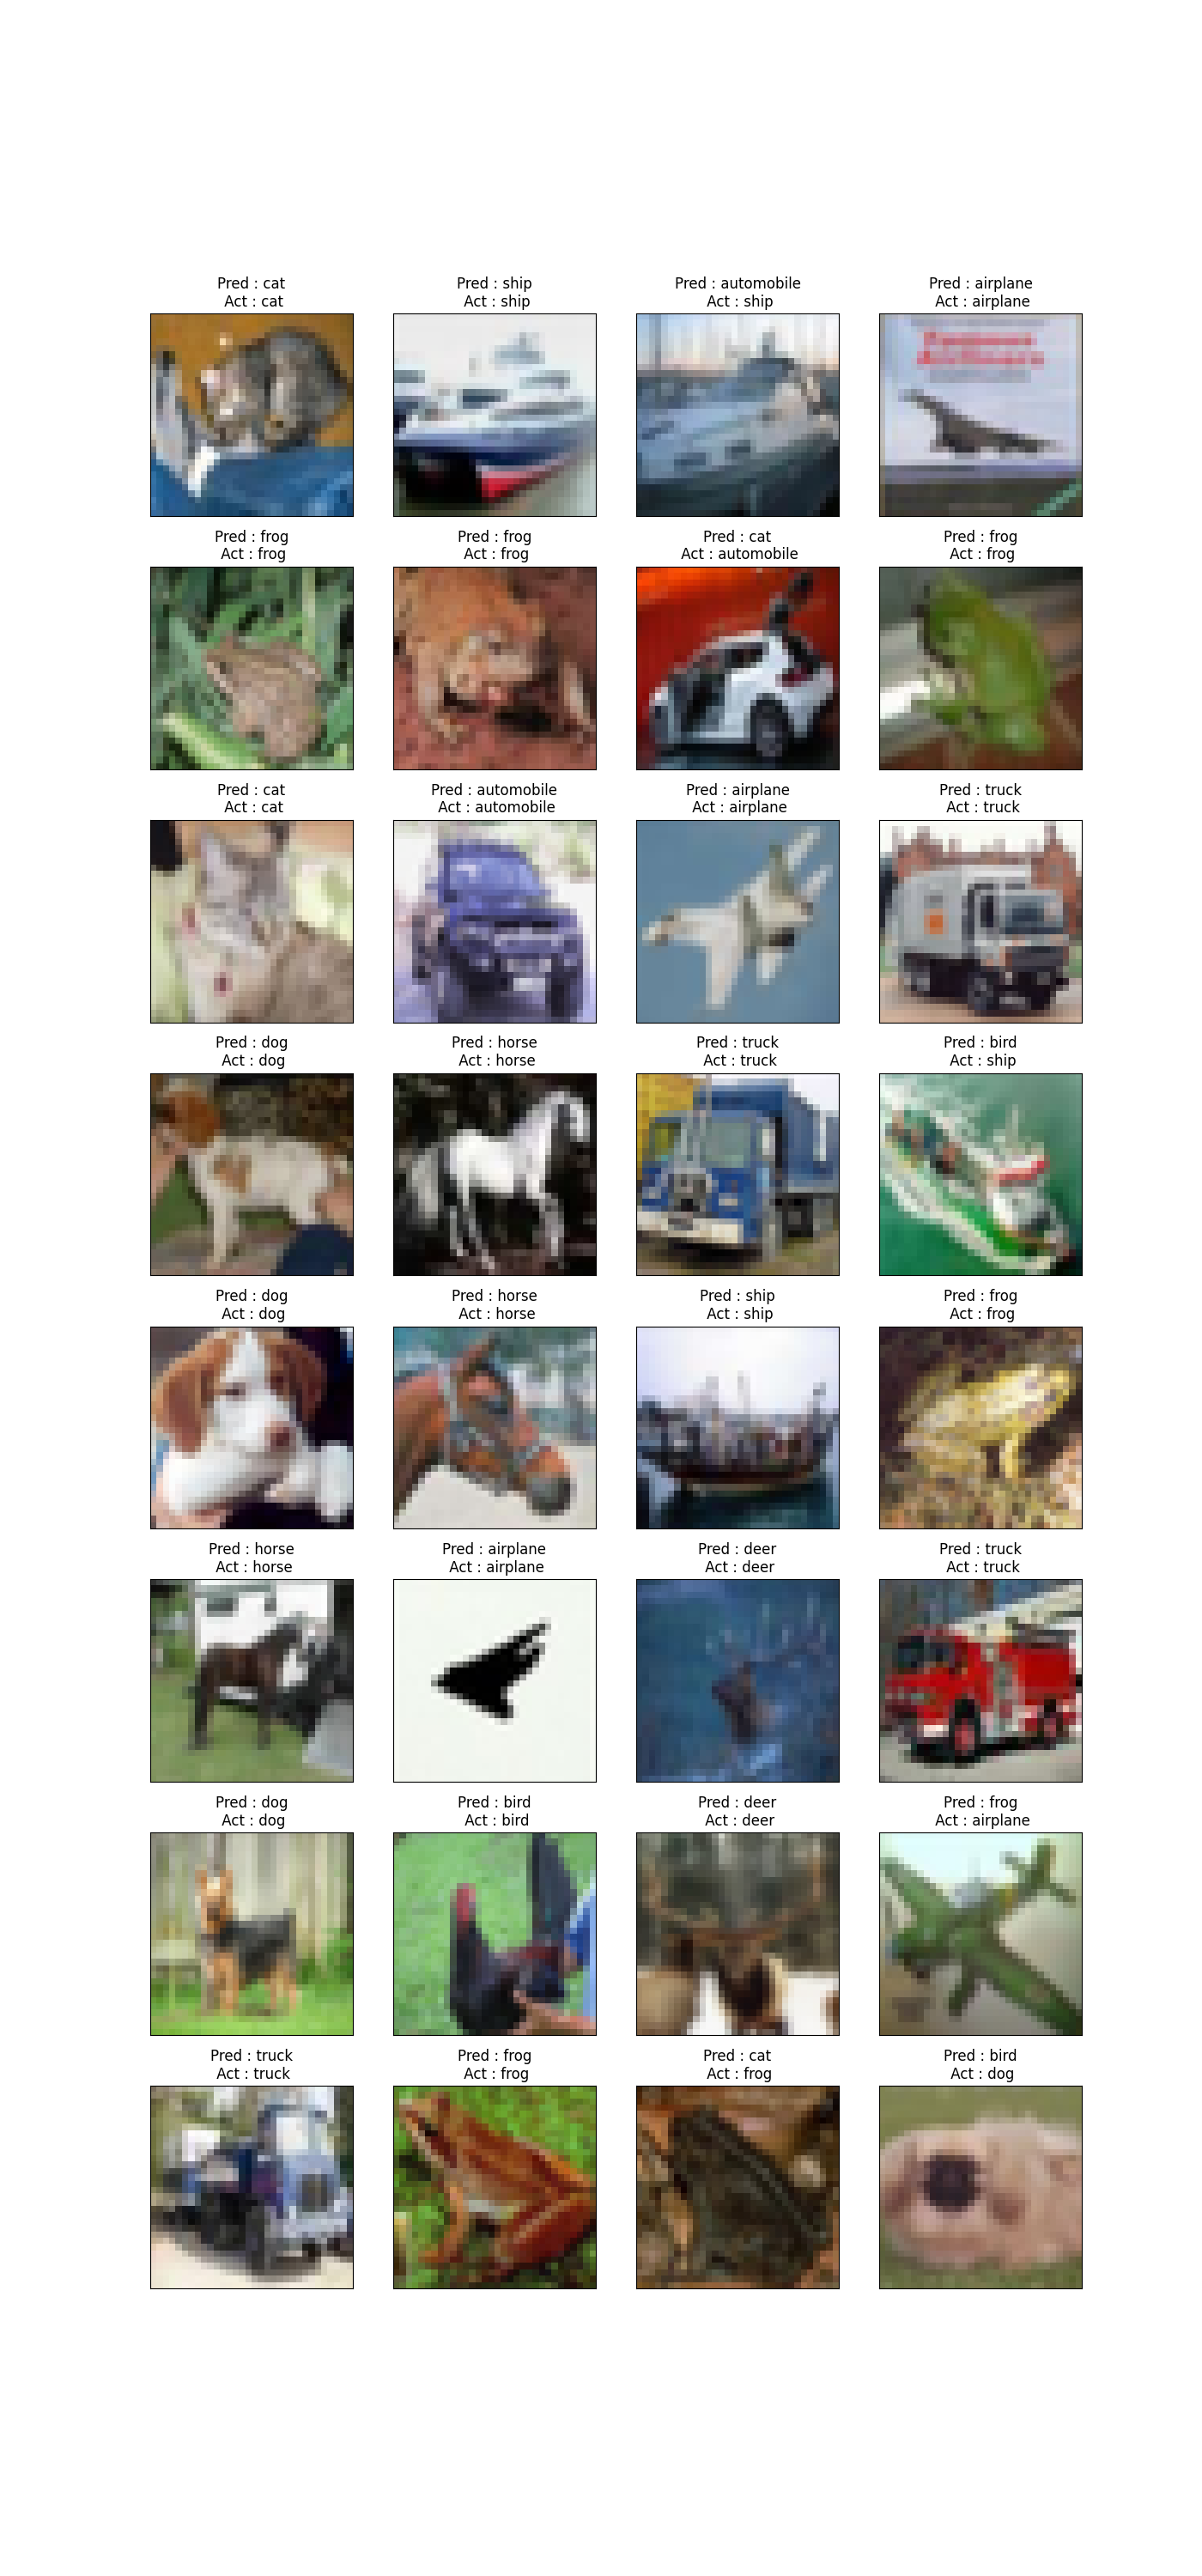 Pred : cat
Act : cat
Pred : ship
Act : ship
Pred : automobile
Act : ship
Pred : airplane
Act : airplane
Pred : frog
Act : frog
Pred : frog
Act : frog
Pred : cat
Act : automobile
Pred : frog
Act : frog
Pred : cat
Act : cat
Pred : automobile
Act : automobile
Pred : airplane
Act : airplane
Pred : truck
Act : truck
Pred : dog
Act : dog
Pred : horse
Act : horse
Pred : truck
Act : truck
Pred : bird
Act : ship
Pred : dog
Act : dog
Pred : horse
Act : horse
Pred : ship
Act : ship
Pred : frog
Act : frog
Pred : horse
Act : horse
Pred : airplane
Act : airplane
Pred : deer
Act : deer
Pred : truck
Act : truck
Pred : dog
Act : dog
Pred : bird
Act : bird
Pred : deer
Act : deer
Pred : frog
Act : airplane
Pred : truck
Act : truck
Pred : frog
Act : frog
Pred : cat
Act : frog
Pred : bird
Act : dog